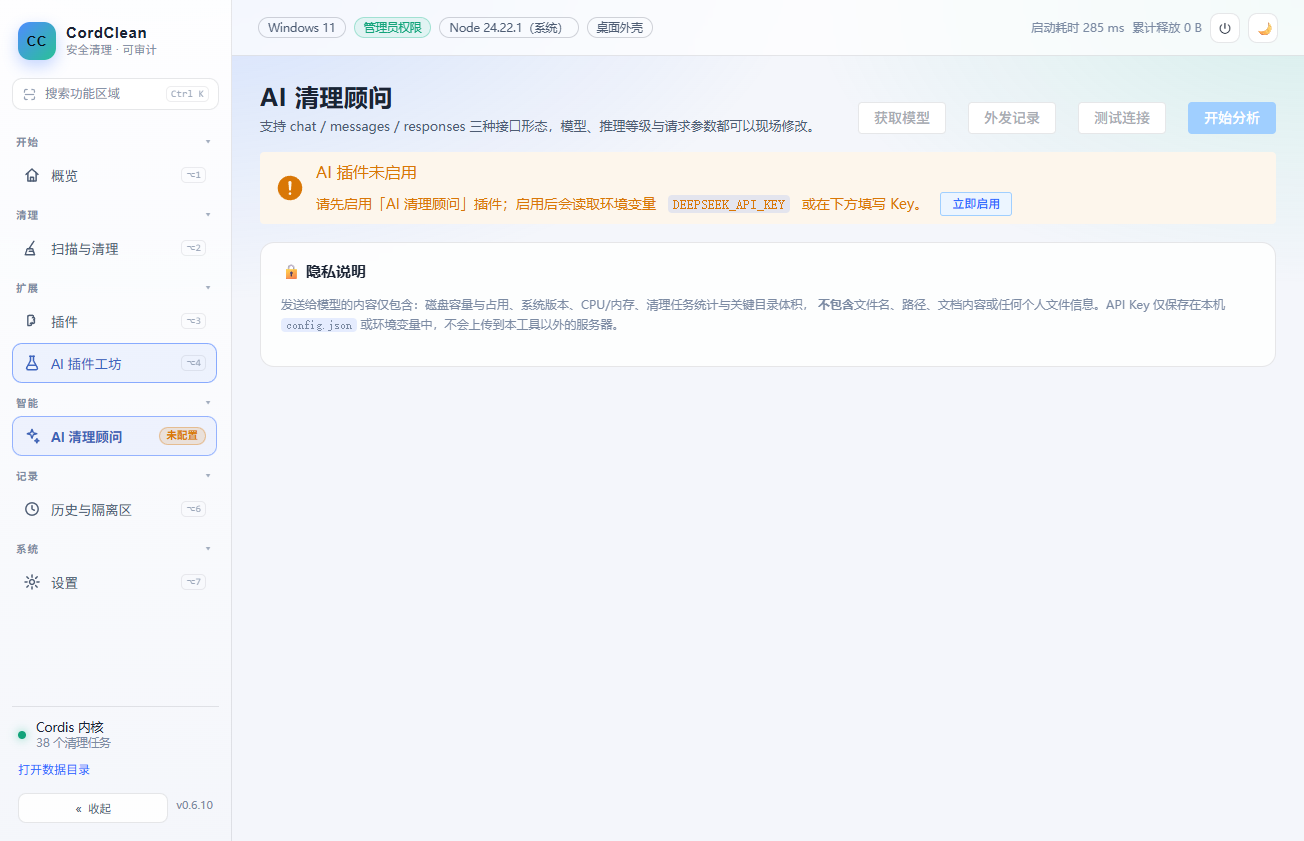 CC
CordClean
安全清理 · 可审计
搜索功能区域
Ctrl K
开始
概览
⌥1
清理
扫描与清理
⌥2
扩展
插件
⌥3
AI 插件工坊
⌥4
智能
AI 清理顾问
未配置
记录
历史与隔离区
⌥6
系统
设置
⌥7
Cordis 内核
38 个清理任务
打开数据目录
« 收起
v0.6.10
Windows 11
管理员权限
Node 24.22.1（系统）
桌面外壳
启动耗时 285 ms
累计释放 0 B
AI 清理顾问
支持 chat / messages / responses 三种接口形态，模型、推理等级与请求参数都可以现场修改。
获取模型
外发记录
测试连接
开始分析
AI 插件未启用
请先启用「AI 清理顾问」插件；启用后会读取环境变量 DEEPSEEK_API_KEY 或在下方填写 Key。
立即启用
隐私说明
发送给模型的内容仅包含：磁盘容量与占用、系统版本、CPU/内存、清理任务统计与关键目录体积， 不包含文件名、路径、文档内容或任何个人文件信息。API Key 仅保存在本机
config.json 或环境变量中，不会上传到本工具以外的服务器。